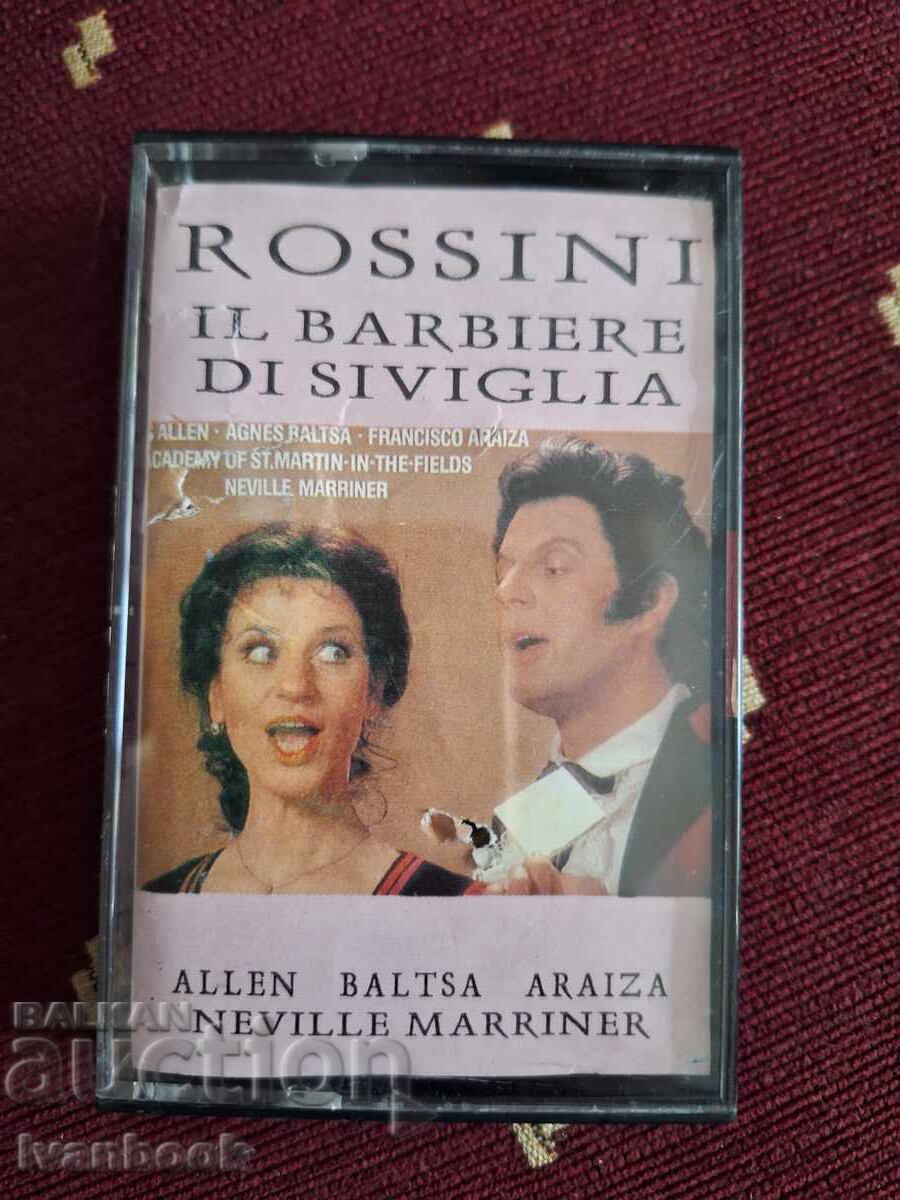 ROSSINI
IL BARBIERE
DI SIVIGLIA
ALLEN · AGNES BALTSA · FRANCISCO ARAIZA
CADEMY OF ST. MARTIN-IN-THE-FIELDS
NEVILLE MARRINER
ALLEN BALTSA ARAIZA
NEVILLE MARRINER
BALKAN
auction
Ivanbook